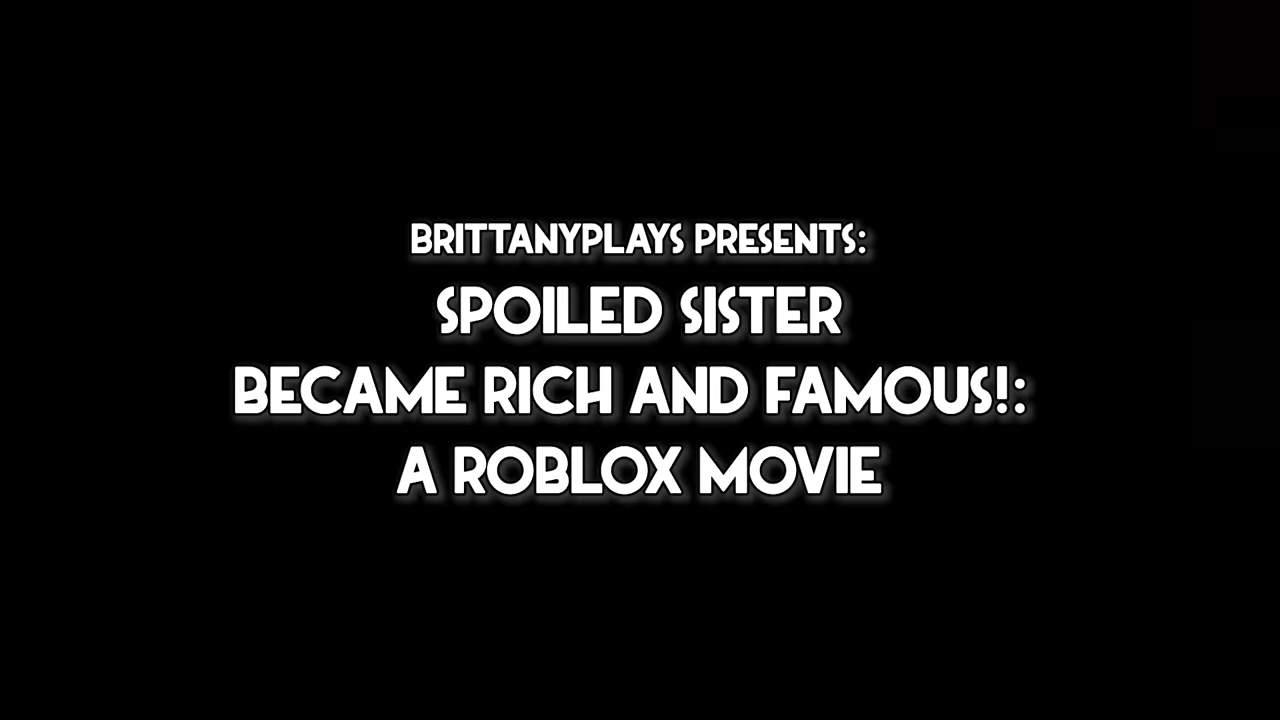 BRITTANYPLAYS PRESENTS:
SPOILED SISTER
BECAME RICH AND FAMOUS!:
A ROBLOX MOVIE